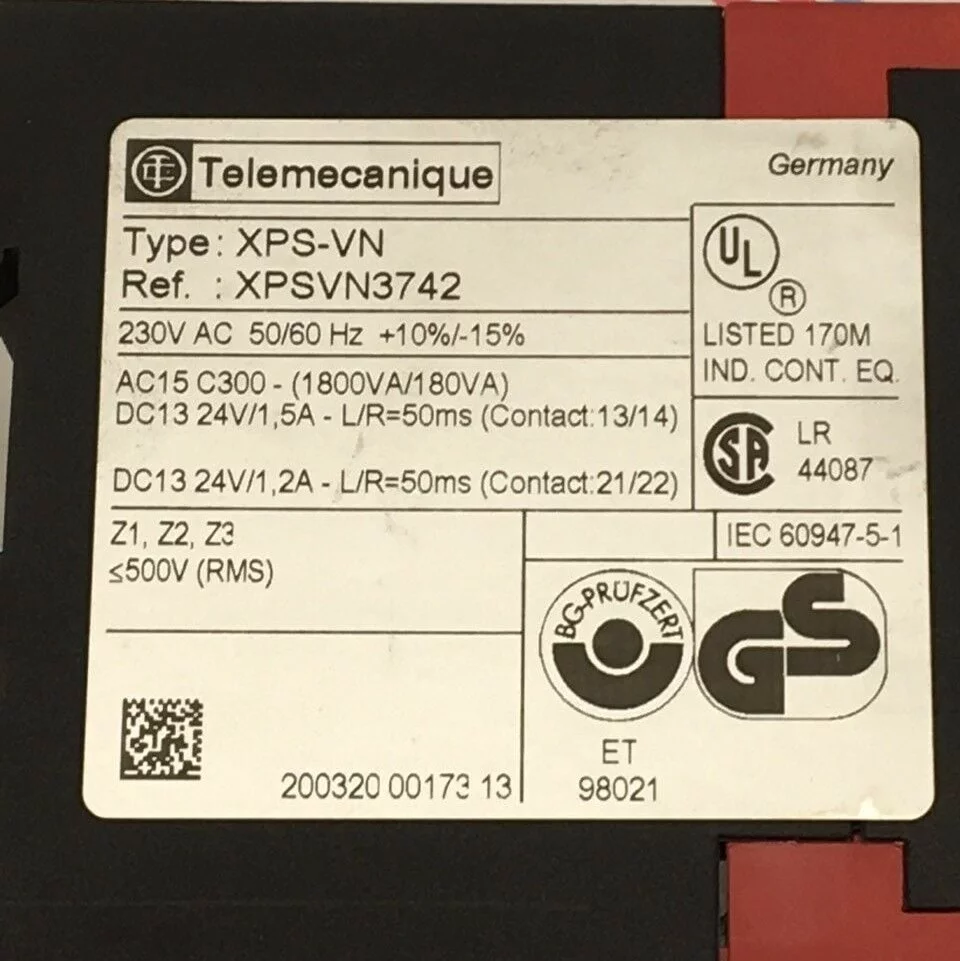 Telemecanique
Germany
Type: XPS-VN
Ref. : XPSVN3742
230V AC 50/60 Hz +10%/-15%
AC15 C300 - (1800VA/180VA)
DC13 24V/1,5A - L/R=50ms (Contact:13/14)
DC13 24V/1,2A - L/R=50ms (Contact:21/22)
UL
®
LISTED 170M
IND. CONT. EQ.
SA
LR
44087
Z1, Z2, Z3
≤500V (RMS)
IEC 60947-5-1
BG-PRÜFZERT
GS
ET
98021
200320 00173 13